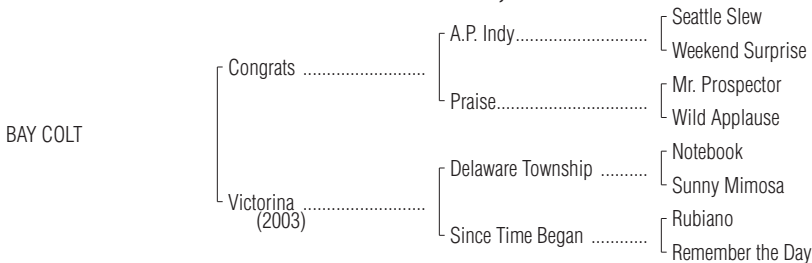 Seattle Slew
A.P. Indy..............................
Weekend Surprise
Congrats ............................
Mr. Prospector
Praise..................................
Wild Applause
BAY COLT
Notebook
Delaware Township ...........
Sunny Mimosa
Victorina ............................
(2003)
Rubiano
Since Time Began .............
Remember the Day